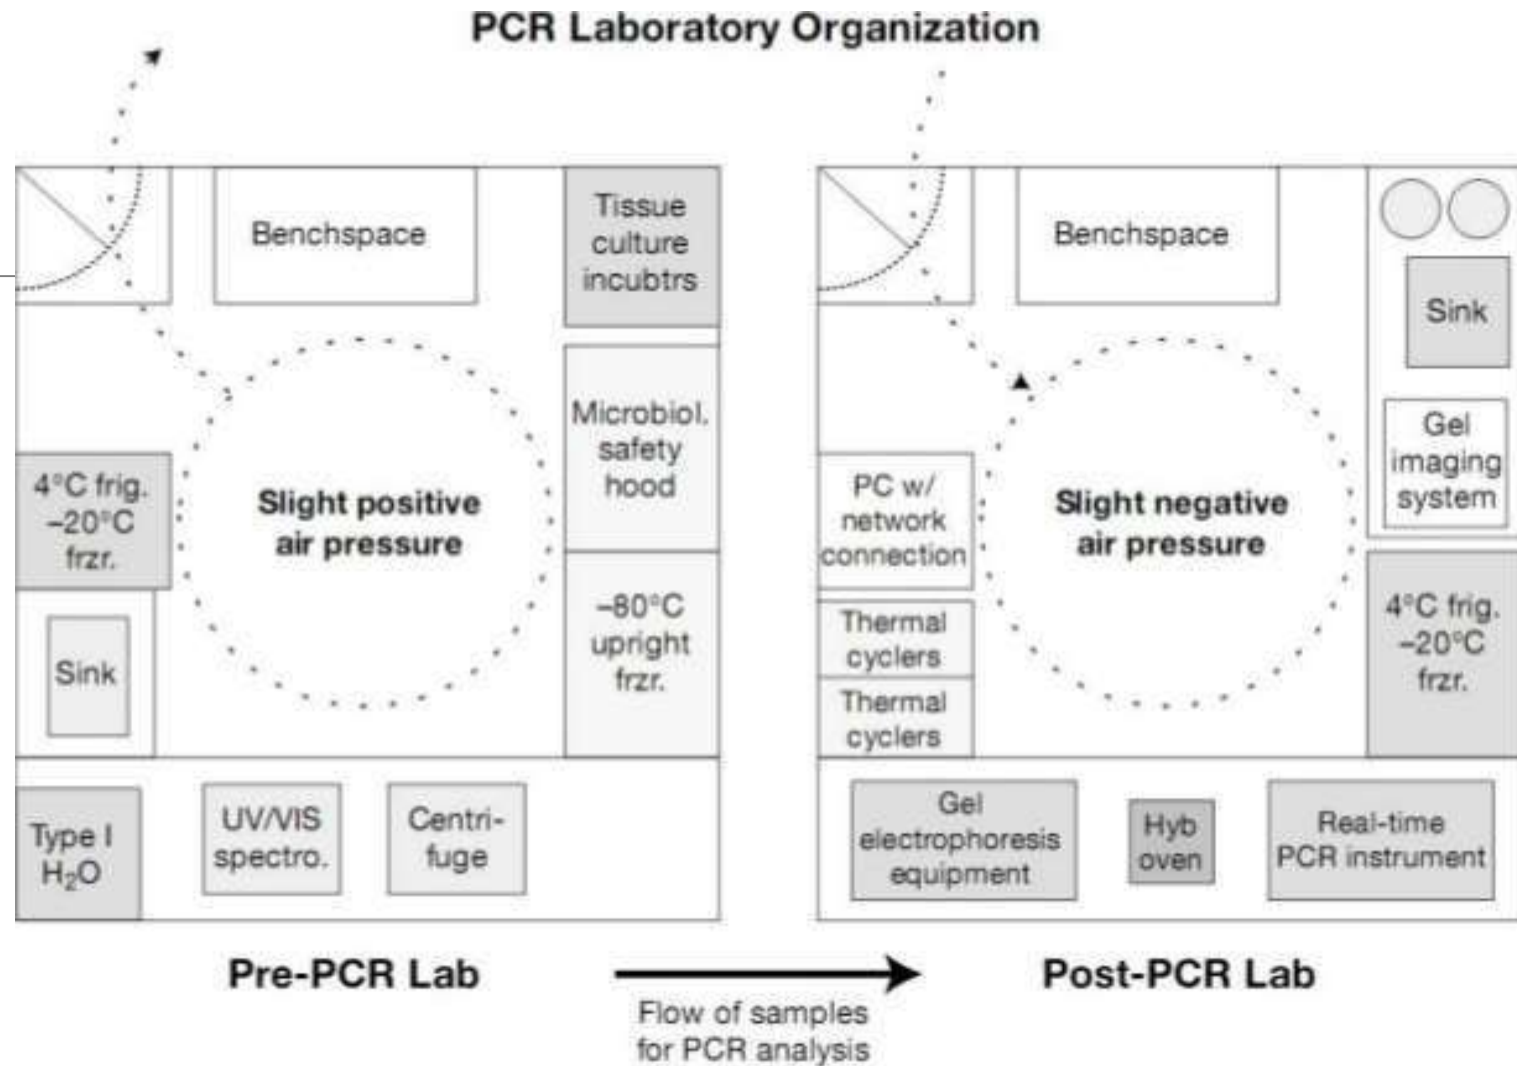 PCR Laboratory Organization
Benchspace
Tissue
culture
incubtrs
Microbiol.
safety
hood
4°C frig.
–20°C
frzr.
Slight positive
air pressure
–80°C
upright
frzr.
Sink
Type I
H₂O
UV/VIS
spectro.
Centri-
fuge
Pre-PCR Lab
Benchspace
Sink
Gel
imaging
system
PC w/
network
connection
Slight negative
air pressure
Thermal
cyclers
Thermal
cyclers
4°C frig.
–20°C
frzr.
Gel
electrophoresis
equipment
Hyb
oven
Real-time
PCR instrument
Post-PCR Lab
Flow of samples
for PCR analysis